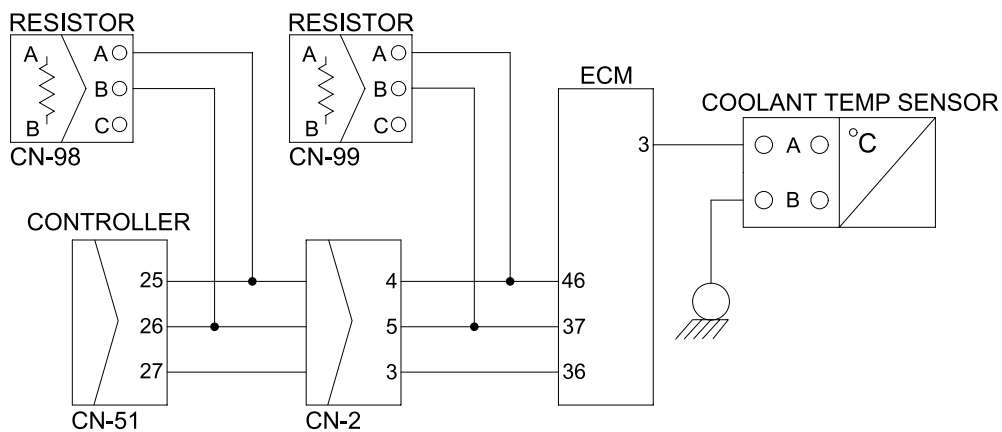 RESISTOR
A
A
B
B
C
CN-98
RESISTOR
A
A
B
B
C
CN-99
ECM
3
46
37
36
COOLANT TEMP SENSOR
A
°C
B
CONTROLLER
25
26
27
CN-51
4
5
3
CN-2